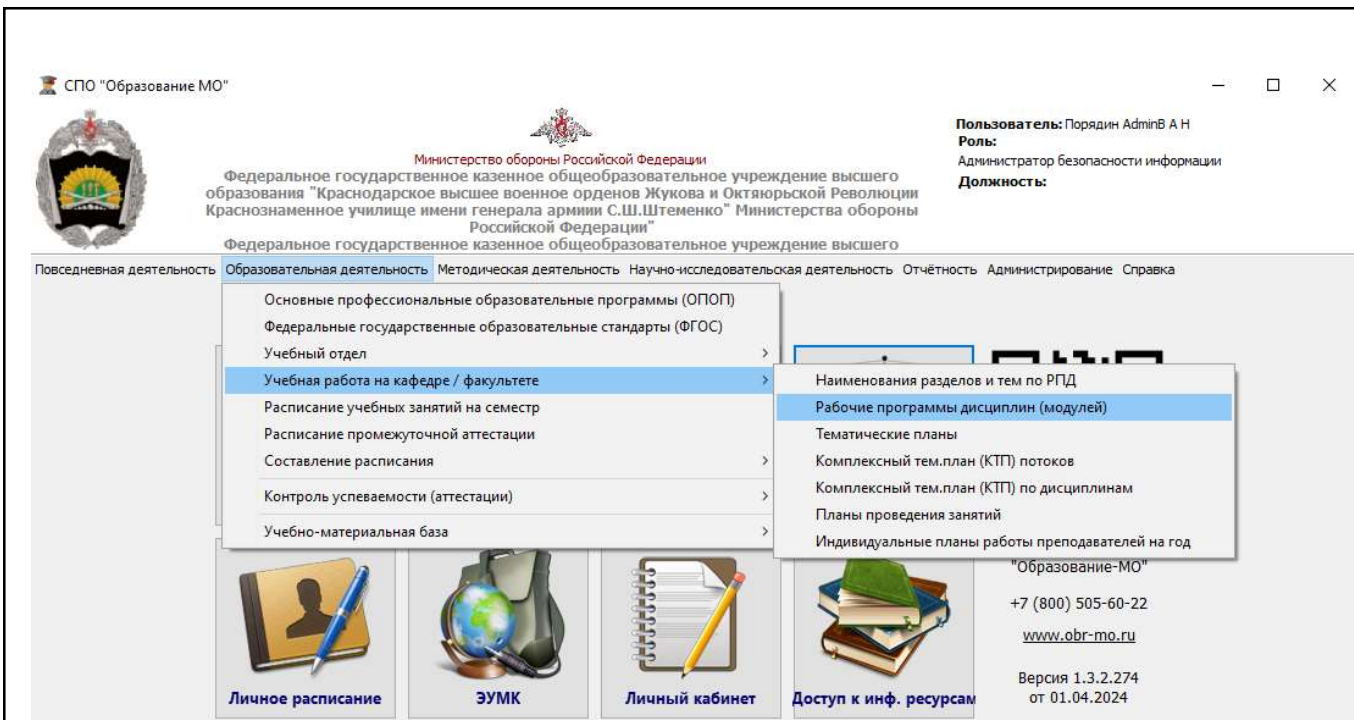 СПО "Образование МО"
Министерство обороны Российской Федерации
Федеральное государственное казенное общеобразовательное учреждение высшего
образования "Краснодарское высшее военное орденов Жукова и Октяюрьской Революции
Краснознаменное училище имени генерала армиии С.Ш.Штеменко" Министерства обороны
Российской Федерации"
Федеральное государственное казенное общеобразовательное учреждение высшего
Пользователь: Порядин AdminB А Н
Роль:
Администратор безопасности информации
Должность:
Повседневная деятельность Образовательная деятельность Методическая деятельность Научно-исследовательская деятельность Отчётность Администрирование Справка
Основные профессиональные образовательные программы (ОПОП)
Федеральные государственные образовательные стандарты (ФГОС)
Учебный отдел
Учебная работа на кафедре / факультете
Расписание учебных занятий на семестр
Расписание промежуточной аттестации
Составление расписания
Контроль успеваемости (аттестации)
Учебно-материальная база
Наименования разделов и тем по РПД
Рабочие программы дисциплин (модулей)
Тематические планы
Комплексный тем.план (КТП) потоков
Комплексный тем.план (КТП) по дисциплинам
Планы проведения занятий
Индивидуальные планы работы преподавателей на год
"Образование-МО"
+7 (800) 505-60-22
www.obr-mo.ru
Версия 1.3.2.274
от 01.04.2024
Личное расписание
ЭУМК
Личный кабинет
Доступ к инф. ресурсам